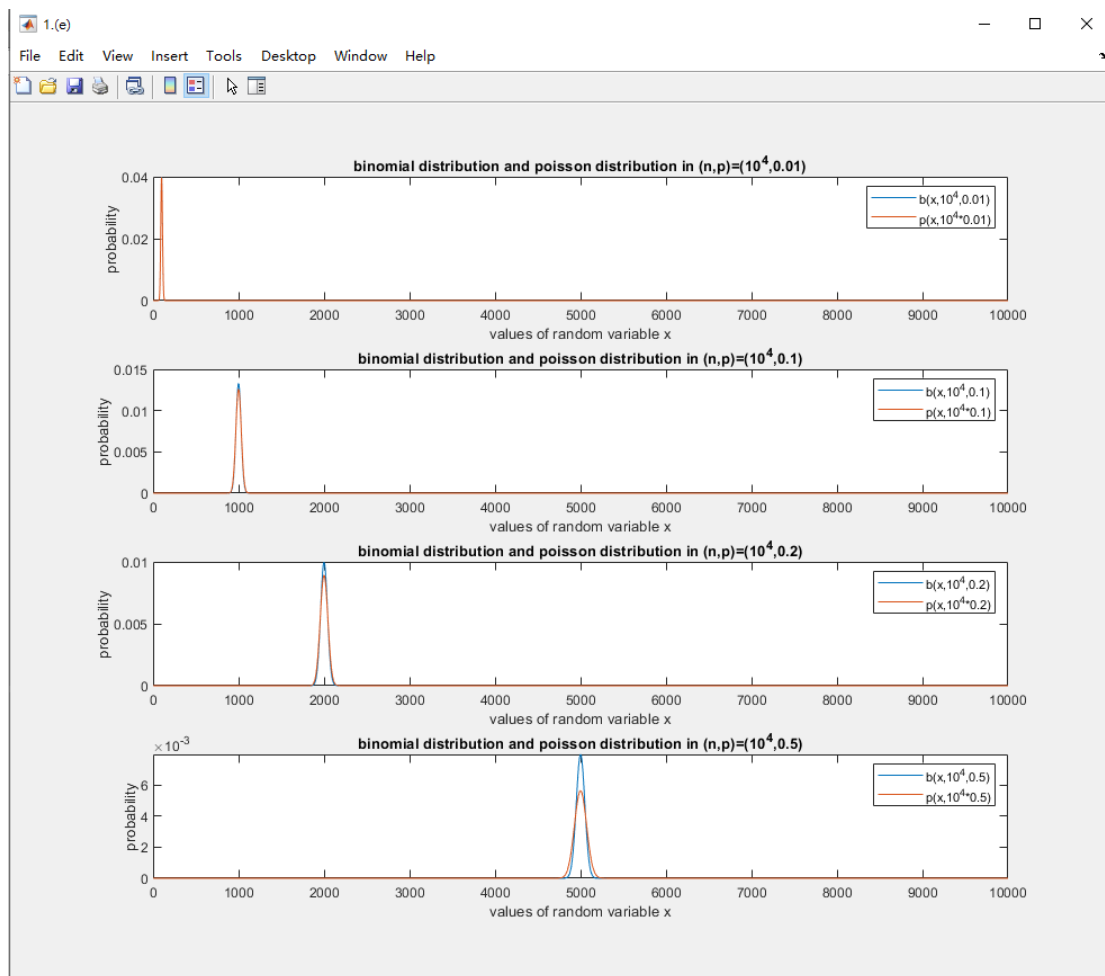 1.(e)
File Edit View Insert Tools Desktop Window Help
binomial distribution and poisson distribution in (n,p)=(10^4,0.01)
0.04
0.02
0
probability
b(x,10^4,0.01)
p(x,10^4*0.01)
0 1000 2000 3000 4000 5000 6000 7000 8000 9000 10000
values of random variable x
binomial distribution and poisson distribution in (n,p)=(10^4,0.1)
0.015
0.01
0.005
0
probability
b(x,10^4,0.1)
p(x,10^4*0.1)
0 1000 2000 3000 4000 5000 6000 7000 8000 9000 10000
values of random variable x
binomial distribution and poisson distribution in (n,p)=(10^4,0.2)
0.01
0.005
0
probability
b(x,10^4,0.2)
p(x,10^4*0.2)
0 1000 2000 3000 4000 5000 6000 7000 8000 9000 10000
values of random variable x
×10^-3
binomial distribution and poisson distribution in (n,p)=(10^4,0.5)
6
4
2
0
probability
b(x,10^4,0.5)
p(x,10^4*0.5)
0 1000 2000 3000 4000 5000 6000 7000 8000 9000 10000
values of random variable x